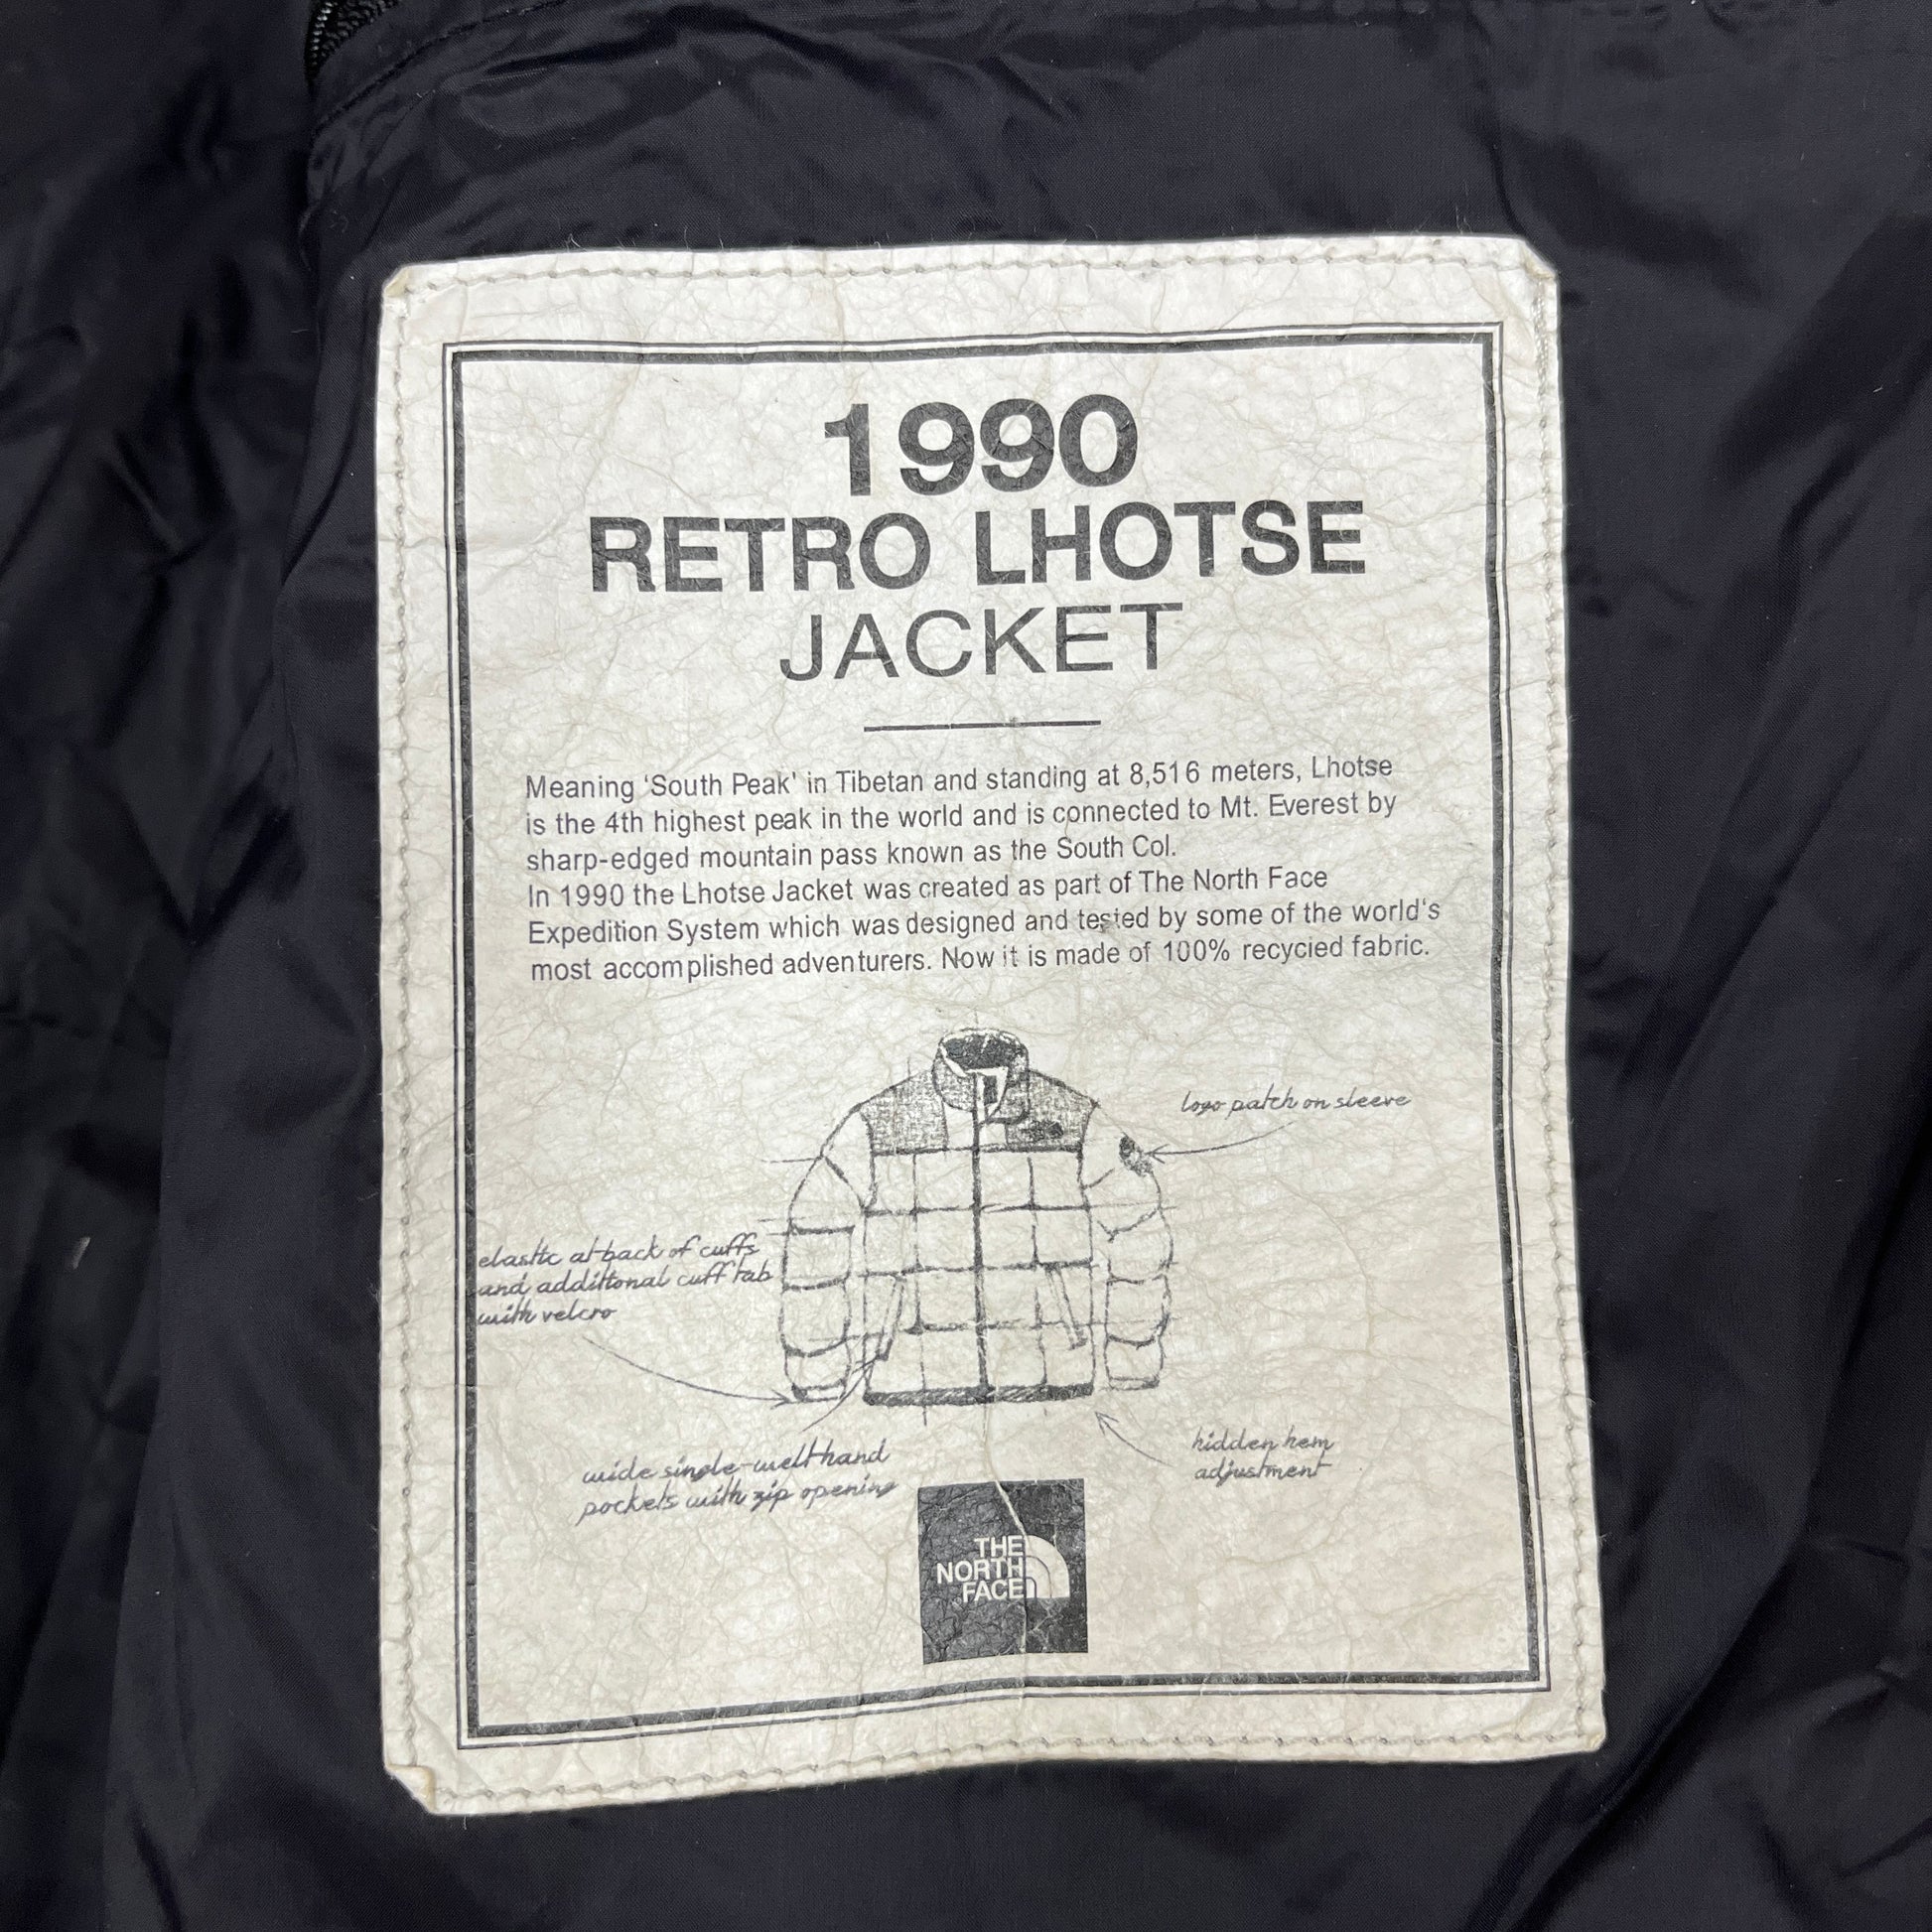 1990
RETRO LHOTSE
JACKET
Meaning ‘South Peak' in Tibetan and standing at 8,516 meters, Lhotse
is the 4th highest peak in the world and is connected to Mt. Everest by
sharp-edged mountain pass known as the South Col.
In 1990 the Lhotse Jacket was created as part of The North Face
Expedition System which was designed and tested by some of the world‘s
most accomplished adventurers. Now it is made of 100% recycied fabric.
logo patch on sleeve
elastic at back of cuffs
and additional cuff tab
with velcro
wide single-welt hand
pockets with zip opening
hidden hem
adjustment
THE
NORTH
FACE